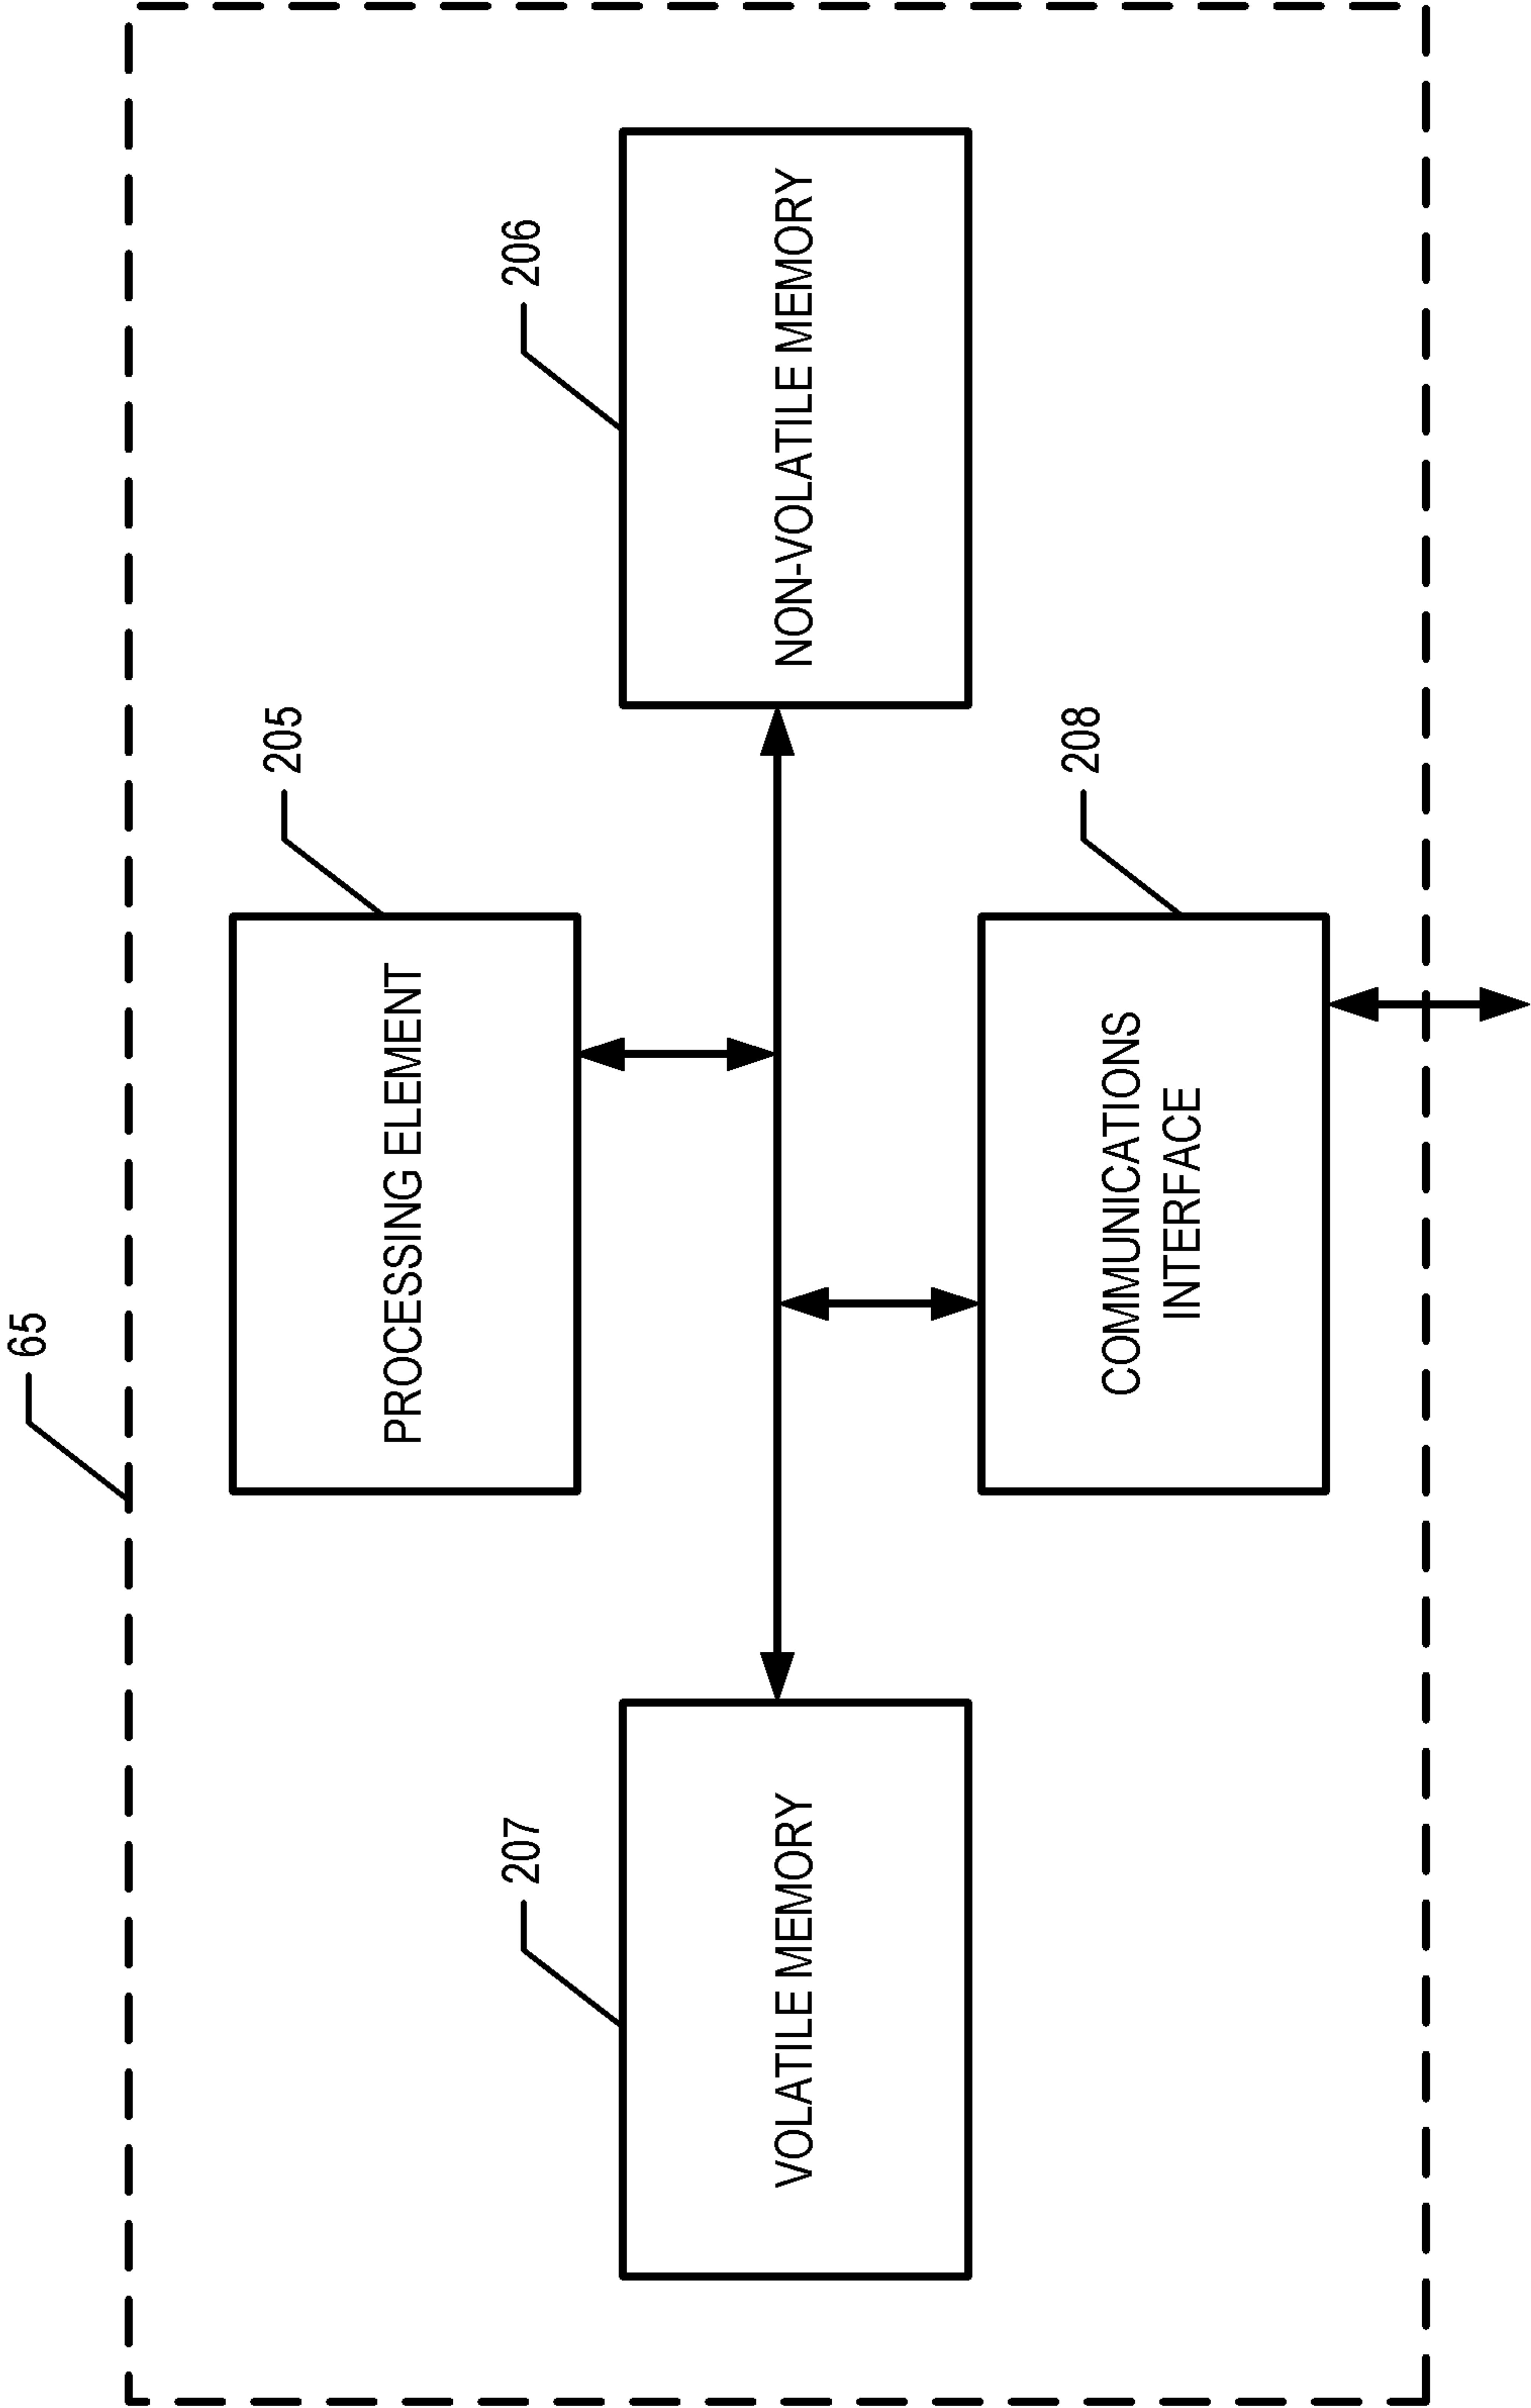 65
PROCESSING ELEMENT
205
VOLATILE MEMORY
207
NON-VOLATILE MEMORY
206
COMMUNICATIONS
INTERFACE
208